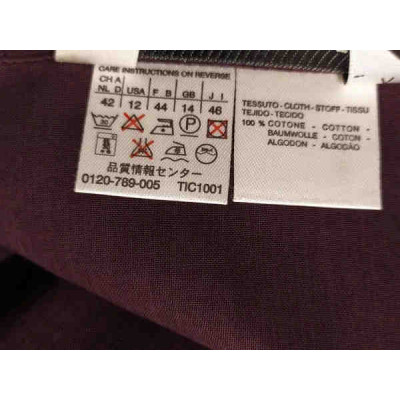 CARE INSTRUCTIONS ON REVERSE
CH A
NL D USA F B GB J I
42 12 44 14 46
P
品質情報センター
0120-789-005 TIC1001
TESSUTO - CLOTH - STOFF - TISSU
TEJIDO - TECIDO
100 % COTONE - COTTON -
BAUMWOLLE - COTON -
ALGODON - ALGODÃO